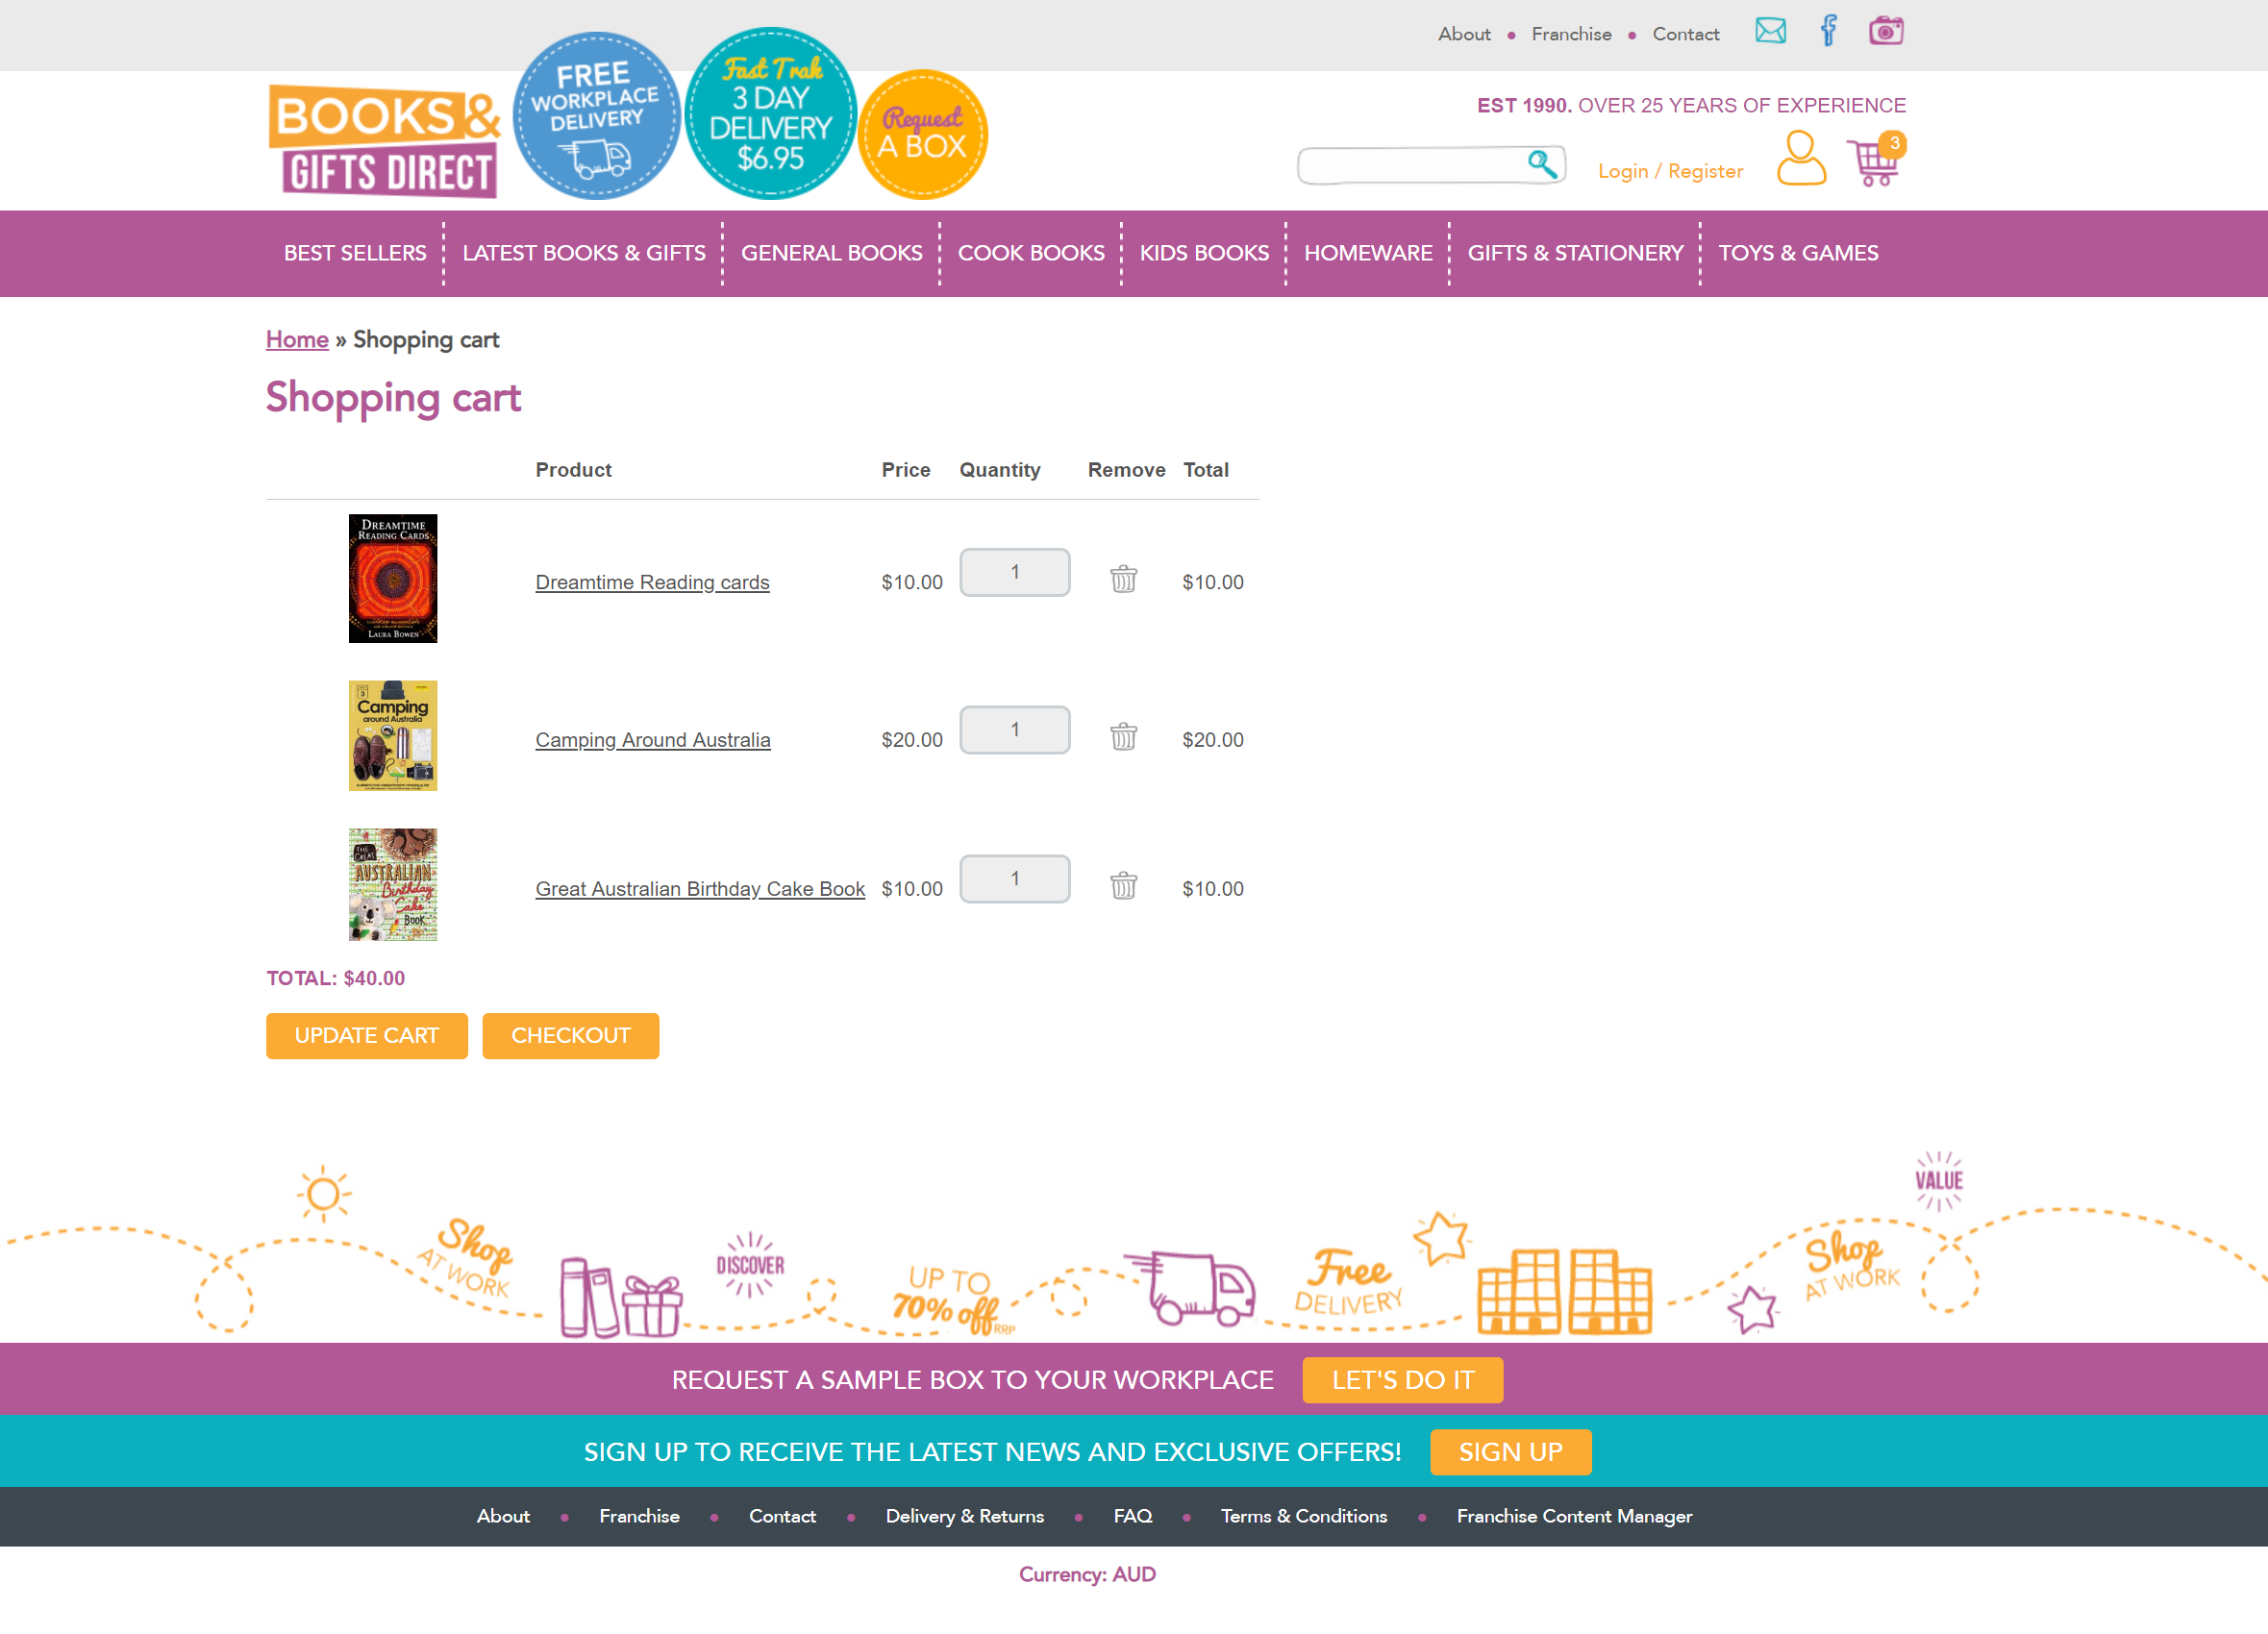 About • Franchise • Contact
BOOKS &
GIFTS DIRECT
FREE
WORKPLACE
DELIVERY
Fast Trak
3 DAY
DELIVERY
$6.95
Request
A BOX
EST 1990. OVER 25 YEARS OF EXPERIENCE
Login / Register
3
BEST SELLERS
LATEST BOOKS & GIFTS
GENERAL BOOKS
COOK BOOKS
KIDS BOOKS
HOMEWARE
GIFTS & STATIONERY
TOYS & GAMES
Home » Shopping cart
Shopping cart
Product Price Quantity Remove Total
DREAMTIME
READING CARDS
LAURA BOWEN
Dreamtime Reading cards $10.00 1 $10.00
3
Camping
around Australia
Camping Around Australia $20.00 1 $20.00
THE
GREAT
AUSTRALIAN
Birthday
Cake
BOOK
Great Australian Birthday Cake Book $10.00 1 $10.00
TOTAL: $40.00
UPDATE CART CHECKOUT
Shop
AT WORK
DISCOVER
UP TO
70% off
RRP
Free
DELIVERY
Shop
AT WORK
VALUE
REQUEST A SAMPLE BOX TO YOUR WORKPLACE LET'S DO IT
SIGN UP TO RECEIVE THE LATEST NEWS AND EXCLUSIVE OFFERS! SIGN UP
About • Franchise • Contact • Delivery & Returns • FAQ • Terms & Conditions • Franchise Content Manager
Currency: AUD